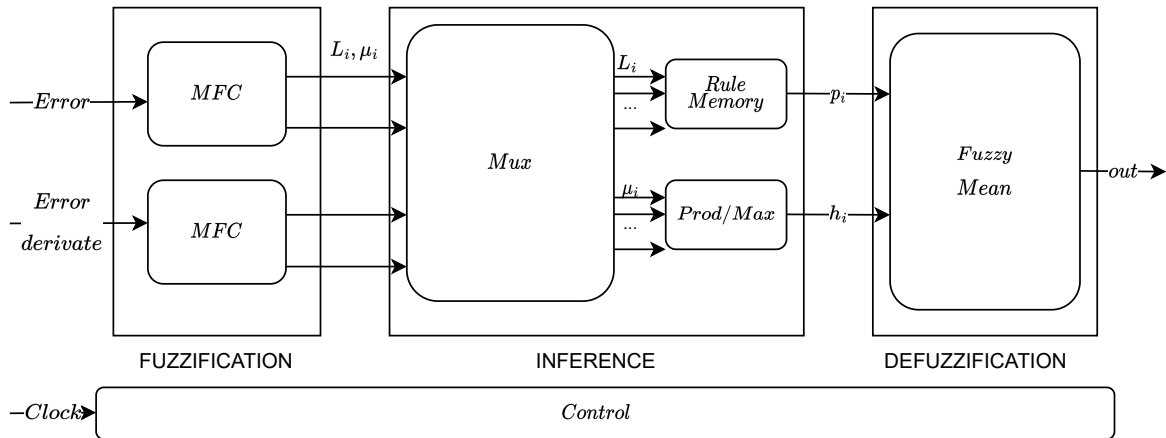 L_i, μ_i
MFC
Error
L_i
...
Rule
Memory
p_i
Mux
Fuzzy
Mean
out
Error
derivate
MFC
μ_i
...
Prod/Max
h_i
FUZZIFICATION
INFERENCE
DEFUZZIFICATION
Clock
Control